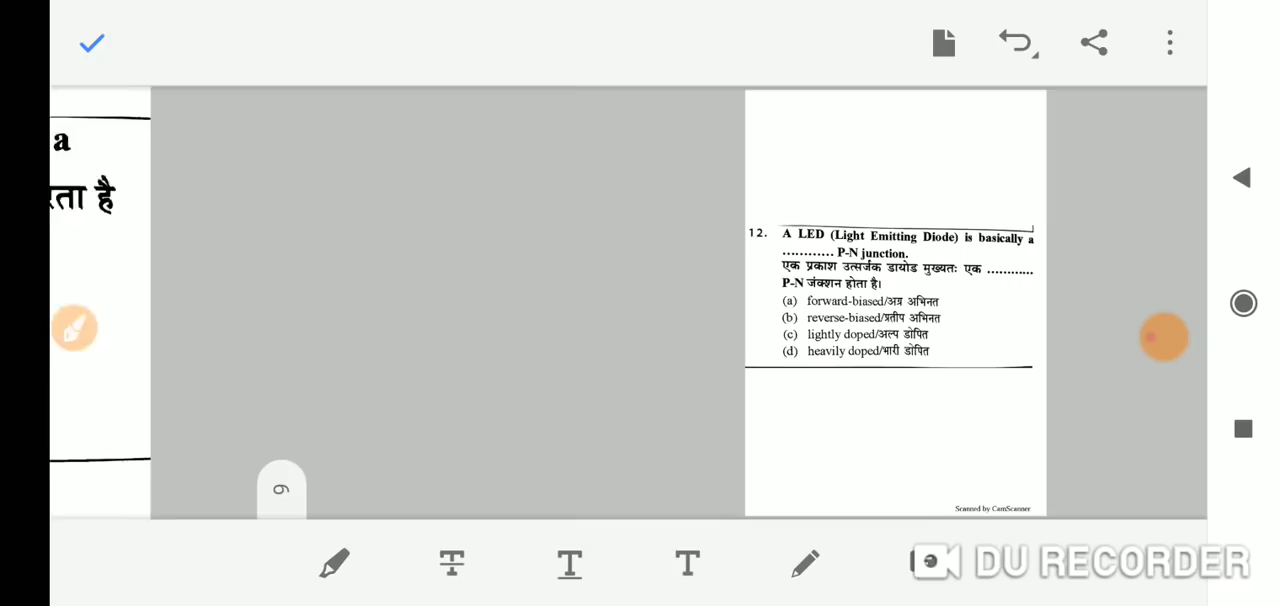 a
रता है
12. A LED (Light Emitting Diode) is basically a
............ P-N junction.
एक प्रकाश उत्सर्जक डायोड मुख्यतः एक ............
P-N जंक्शन होता है।
(a) forward-biased/अग्र अभिनत
(b) reverse-biased/प्रतीप अभिनत
(c) lightly doped/अल्प डोपित
(d) heavily doped/भारी डोपित
Scanned by CamScanner
6
T
T
T
DU RECORDER